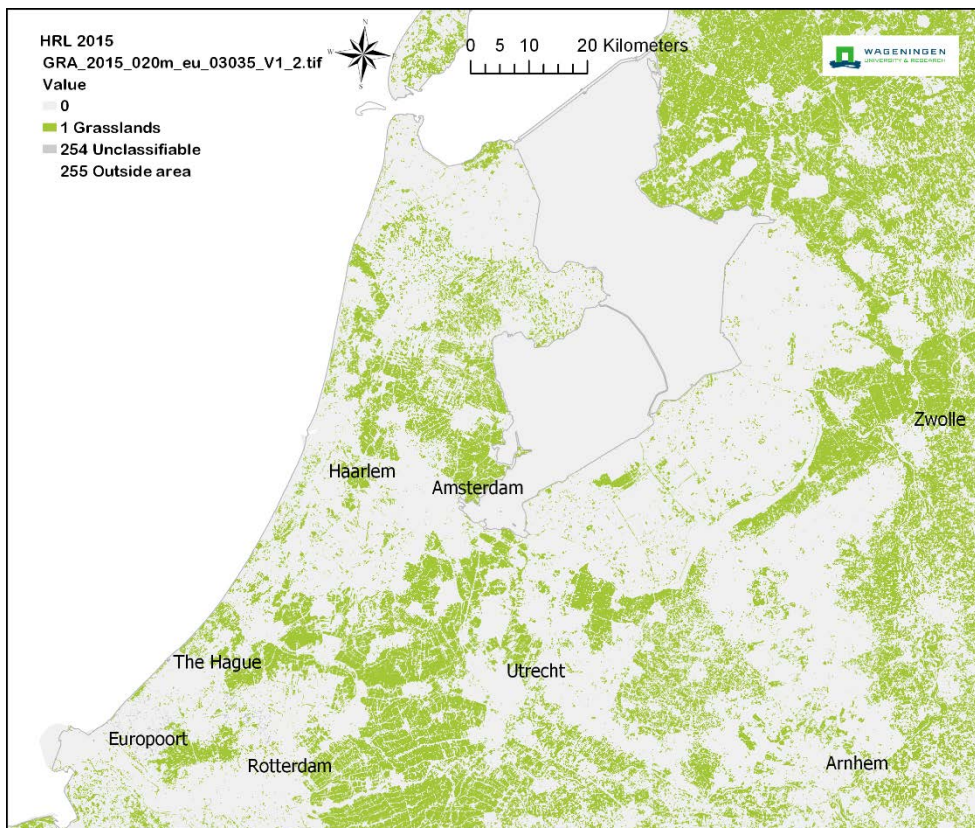 HRL 2015
GRA_2015_020m_eu_03035_V1_2.tif
Value
0
1 Grasslands
254 Unclassifiable
255 Outside area
N
W
E
S
0 5 10 20 Kilometers
WAGENINGEN
UNIVERSITY & RESEARCH
Zwolle
Haarlem
Amsterdam
The Hague
Utrecht
Europoort
Rotterdam
Arnhem